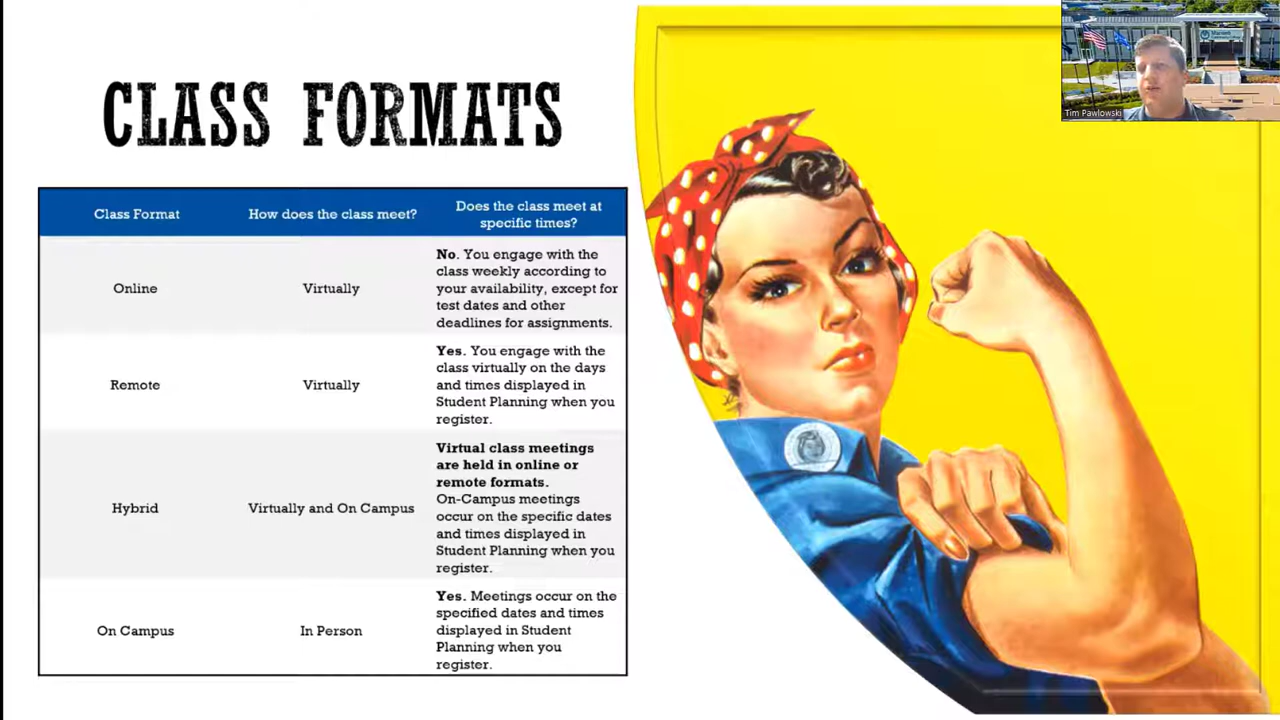 CLASS FORMATS
Class Format
How does the class meet?
Does the class meet at
specific times?
Online
Virtually
No. You engage with the
class weekly according to
your availability, except for
test dates and other
deadlines for assignments.
Remote
Virtually
Yes. You engage with the
class virtually on the days
and times displayed in
Student Planning when you
register.
Hybrid
Virtually and On Campus
Virtual class meetings
are held in online or
remote formats.
On-Campus meetings
occur on the specific dates
and times displayed in
Student Planning when you
register.
On Campus
In Person
Yes. Meetings occur on the
specified dates and times
displayed in Student
Planning when you
register.
Tim Pawlowski